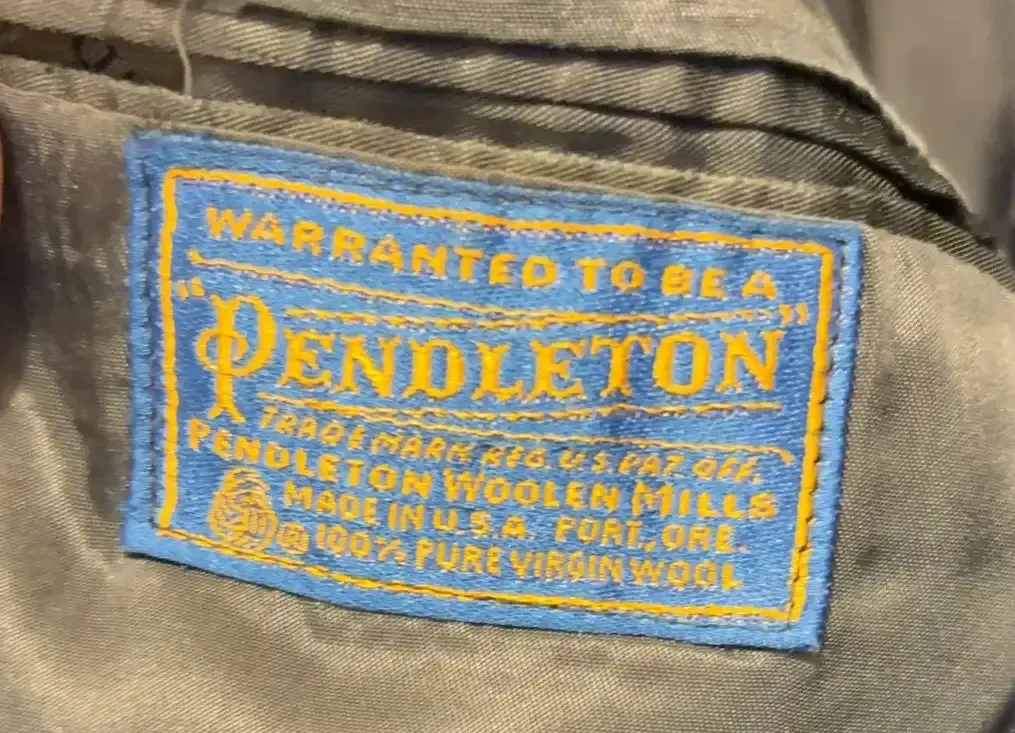 WARRANTED TO BE A
"PENDLETON"
TRADE MARK REG. U.S. PAT. OFF.
PENDLETON WOOLEN MILLS
MADE IN U.S.A. PORT., ORE.
® 100% PURE VIRGIN WOOL